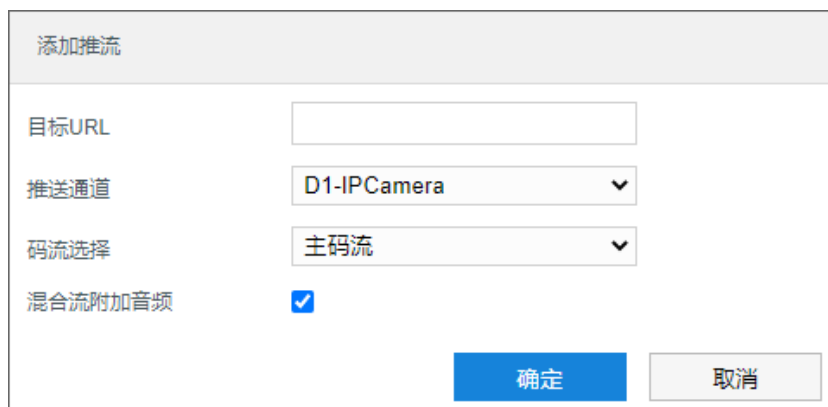 添加推流
目标URL
推送通道 D1-IPCamera
码流选择 主码流
混合流附加音频
确定 取消